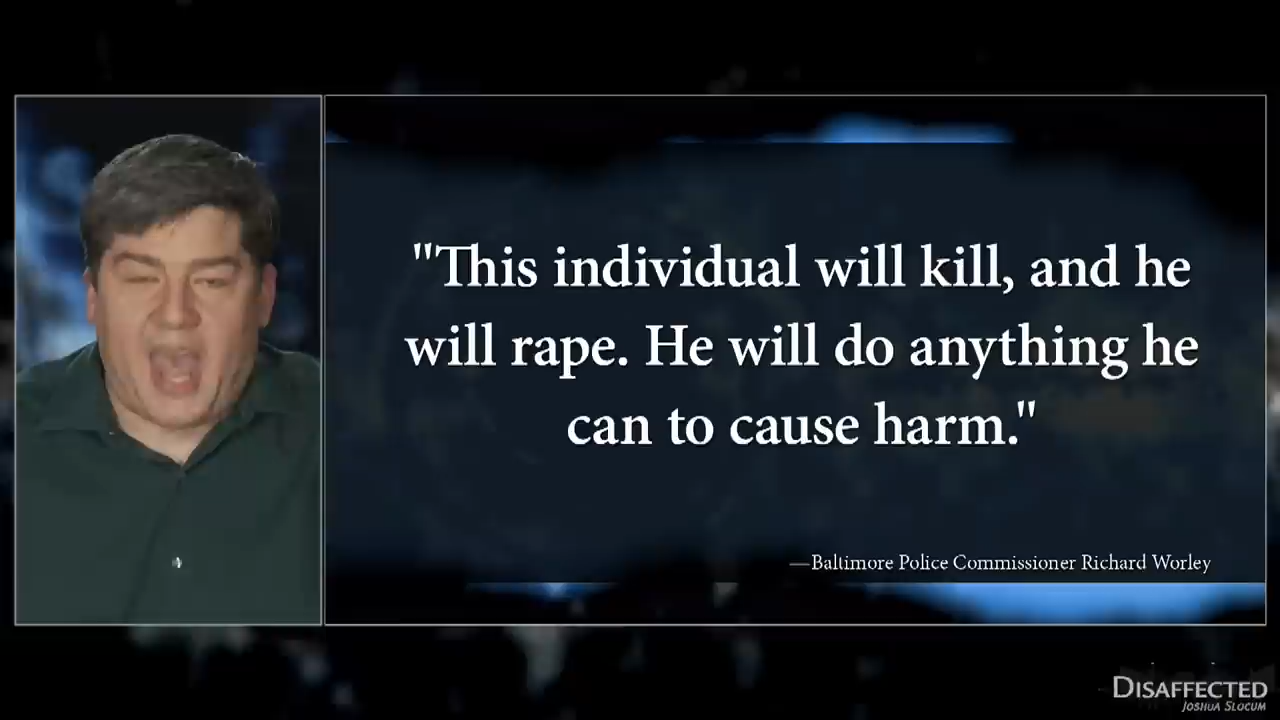 "This individual will kill, and he
will rape. He will do anything he
can to cause harm."
—Baltimore Police Commissioner Richard Worley
DISAFFECTED
JOSHUA SLOCUM